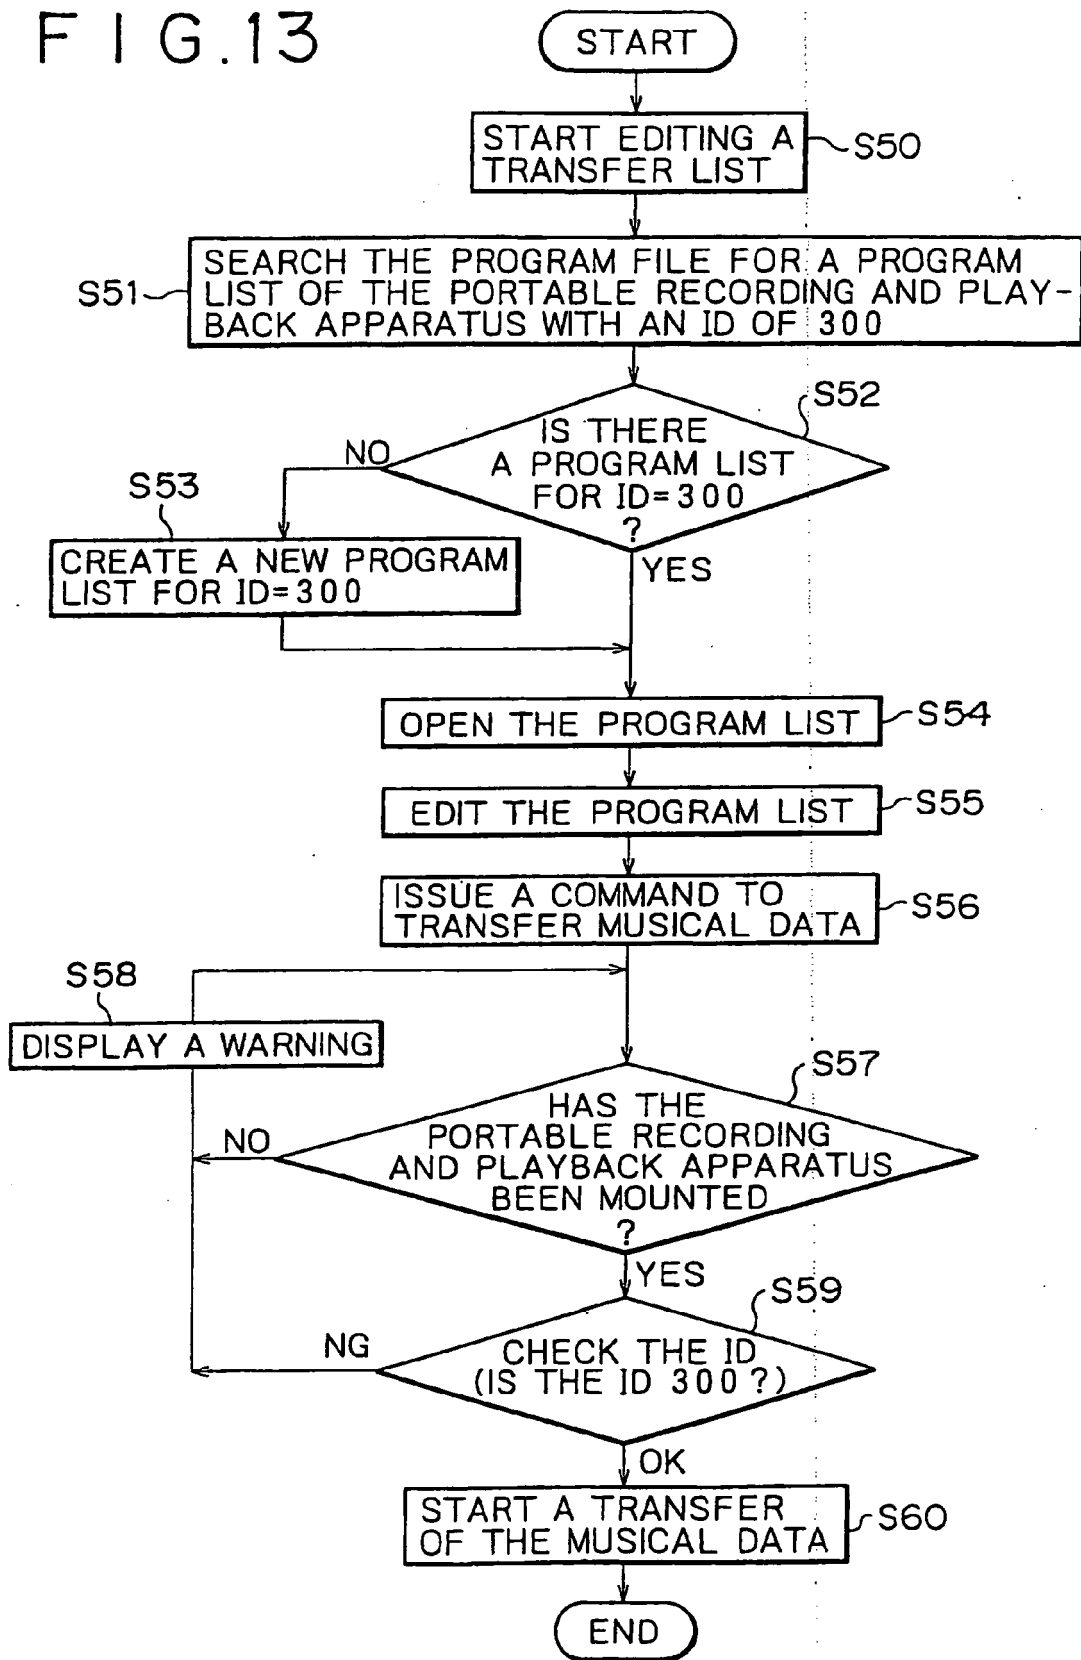 FIG.13
START
START EDITING A
TRANSFER LIST
S50
SEARCH THE PROGRAM FILE FOR A PROGRAM
LIST OF THE PORTABLE RECORDING AND PLAY-
BACK APPARATUS WITH AN ID OF 300
S51
S52
IS THERE
A PROGRAM LIST
FOR ID=300
?
NO
YES
S53
CREATE A NEW PROGRAM
LIST FOR ID=300
OPEN THE PROGRAM LIST
S54
EDIT THE PROGRAM LIST
S55
ISSUE A COMMAND TO
TRANSFER MUSICAL DATA
S56
S58
DISPLAY A WARNING
S57
HAS THE
PORTABLE RECORDING
AND PLAYBACK APPARATUS
BEEN MOUNTED
?
NO
YES
S59
CHECK THE ID
(IS THE ID 300?)
NG
OK
START A TRANSFER
OF THE MUSICAL DATA
S60
END